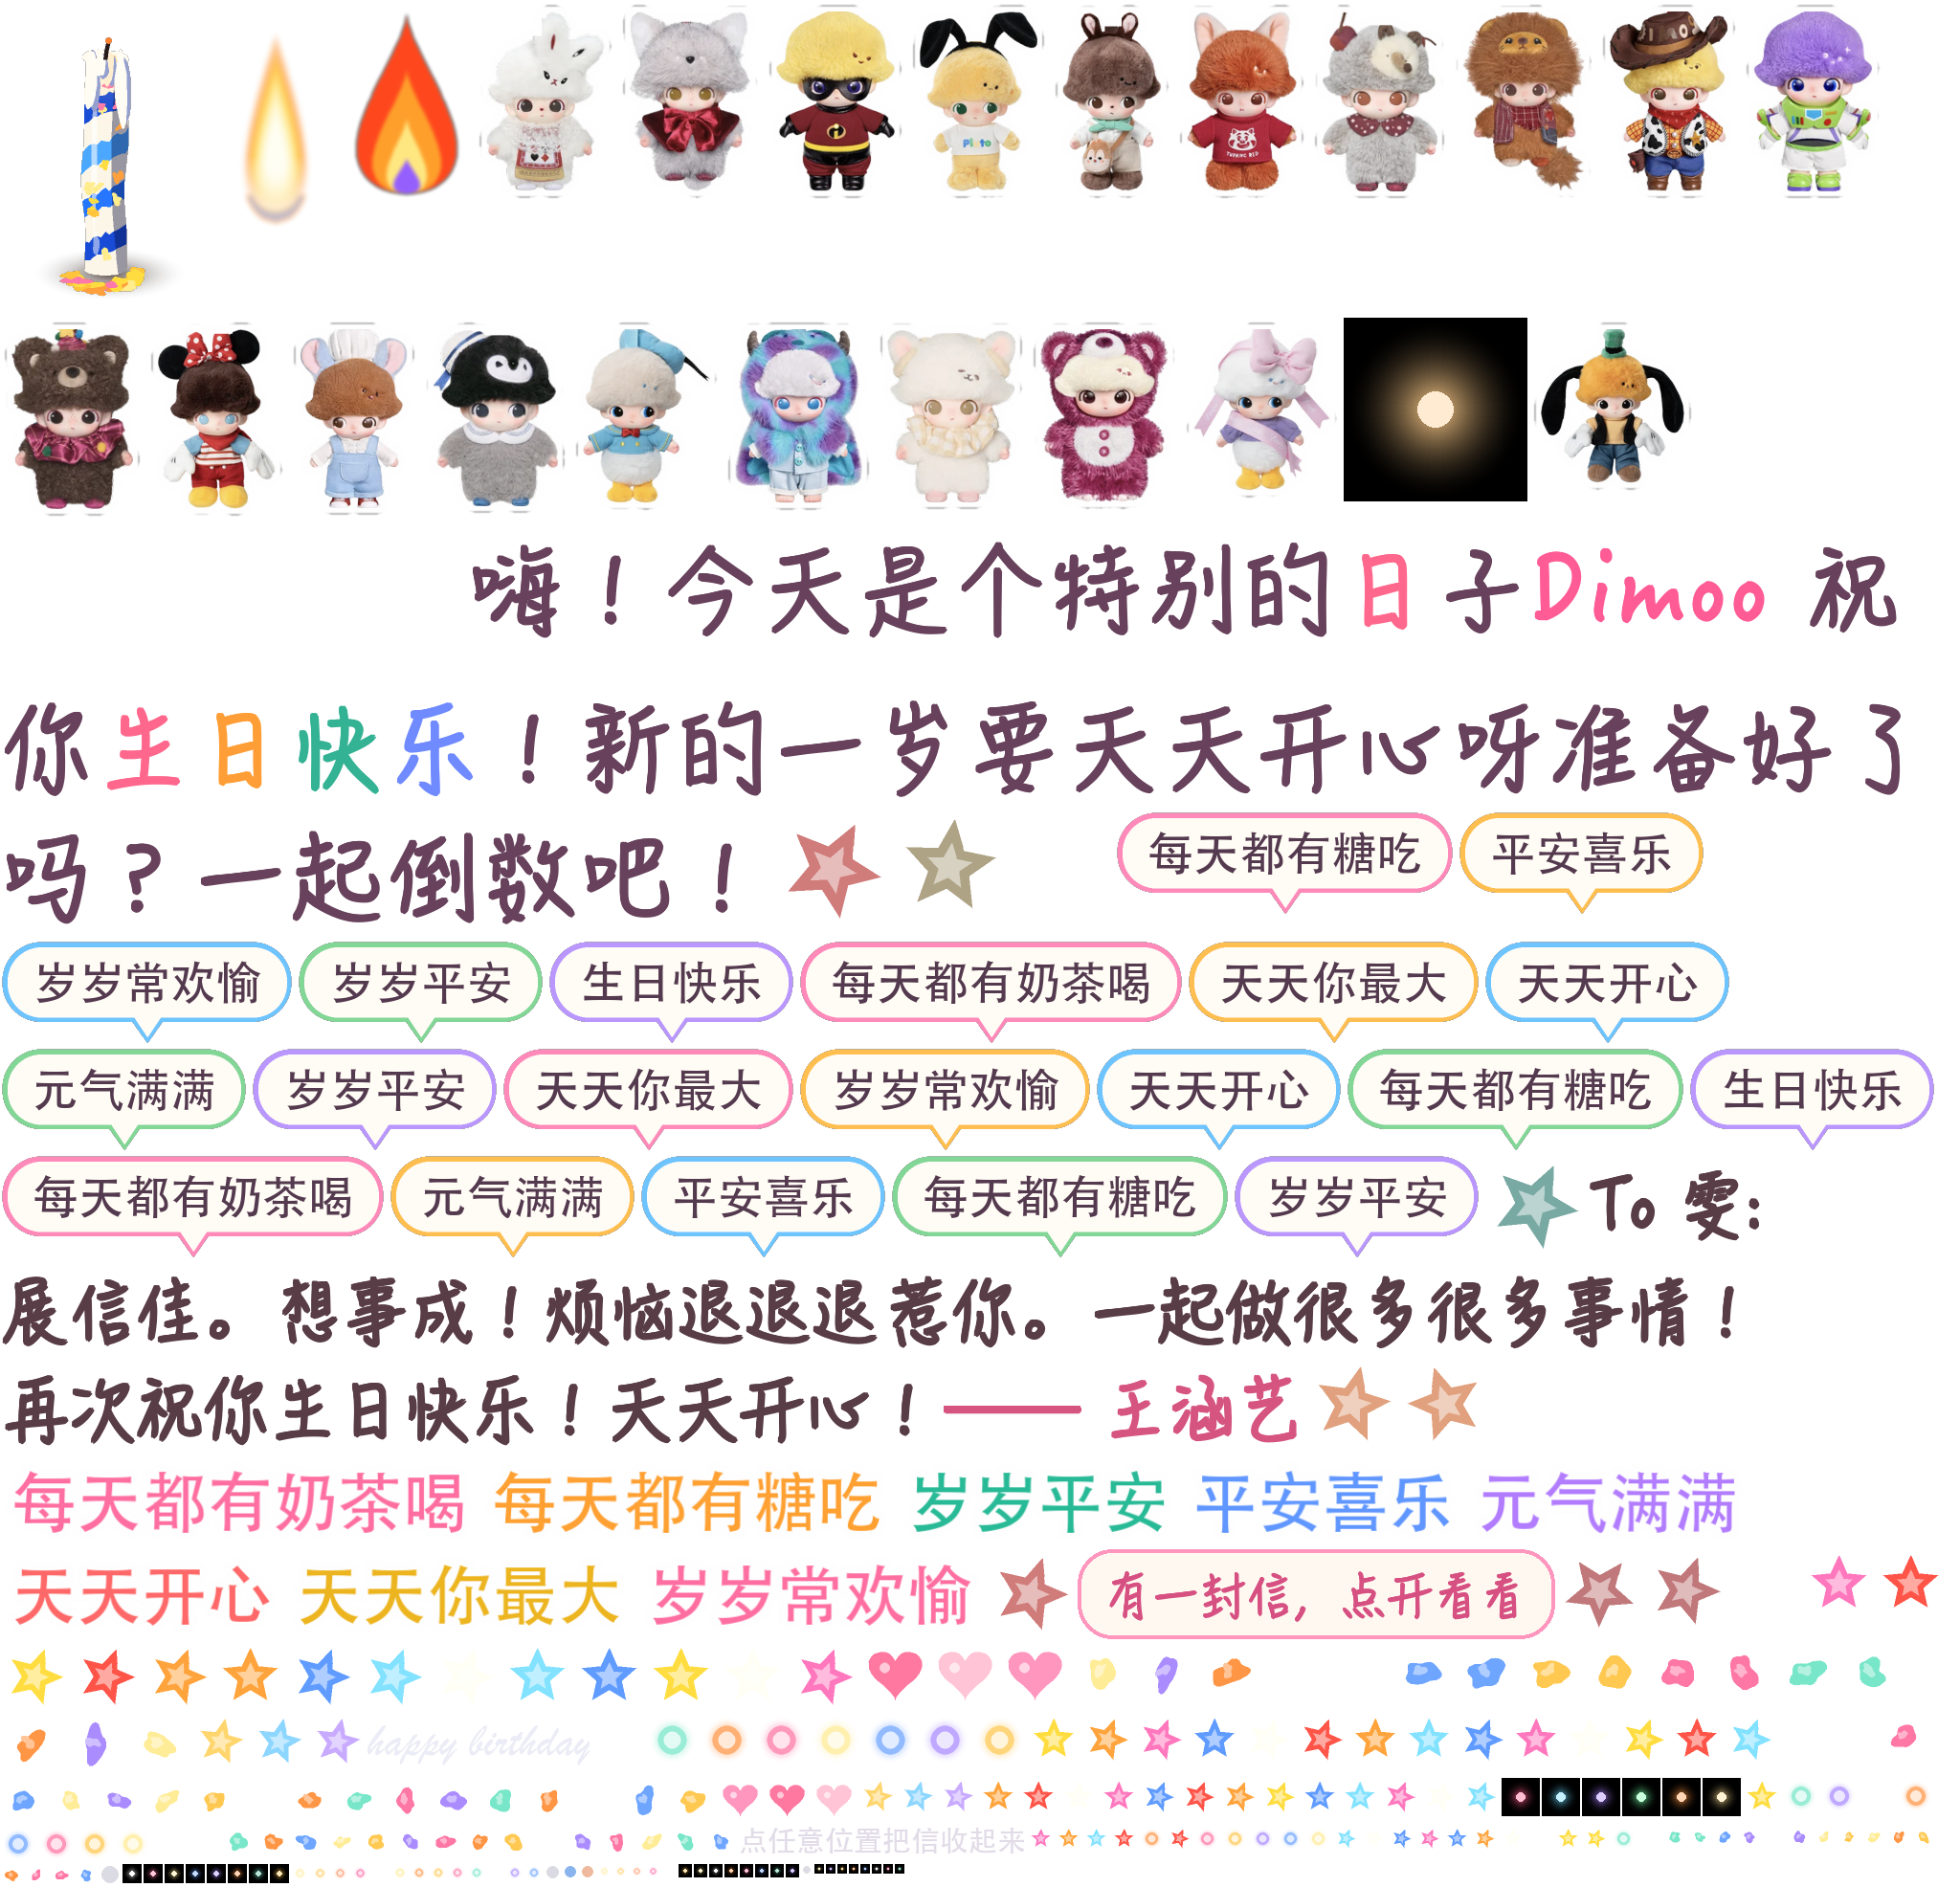 Pluto
嗨！今天是个特别的日子Dimoo 祝
你生日快乐！新的一岁要天天开心呀准备好了
吗？一起倒数吧！
每天都有糖吃 平安喜乐
岁岁常欢愉 岁岁平安 生日快乐 每天都有奶茶喝 天天你最大 天天开心
元气满满 岁岁平安 天天你最大 岁岁常欢愉 天天开心 每天都有糖吃 生日快乐
每天都有奶茶喝 元气满满 平安喜乐 每天都有糖吃 岁岁平安 To 雯:
展信佳。想事成！烦恼退退退惹你。一起做很多很多事情！
再次祝你生日快乐！天天开心！—— 王涵艺
每天都有奶茶喝 每天都有糖吃 岁岁平安 平安喜乐 元气满满
天天开心 天天你最大 岁岁常欢愉 有一封信，点开看看
happy birthday
点任意位置把信收起来